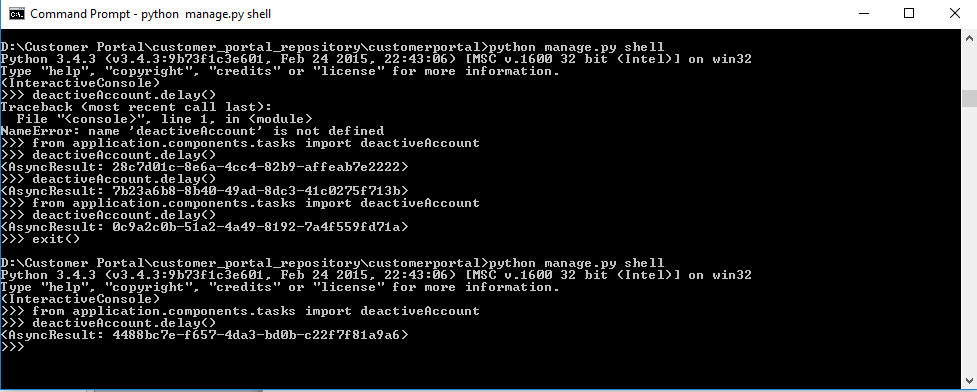 Command Prompt - python  manage.py shell
D:\Customer Portal\customer_portal_repository\customerportal>python manage.py shell
Python 3.4.3 (v3.4.3:9b73f1c3e601, Feb 24 2015, 22:43:06) [MSC v.1600 32 bit (Intel)] on win32
Type "help", "copyright", "credits" or "license" for more information.
(InteractiveConsole)
>>> deactiveAccount.delay()
Traceback (most recent call last):
  File "<console>", line 1, in <module>
NameError: name 'deactiveAccount' is not defined
>>> from application.components.tasks import deactiveAccount
>>> deactiveAccount.delay()
<AsyncResult: 28c7d01c-8e6a-4cc4-82b9-affeab7e2222>
>>> deactiveAccount.delay()
<AsyncResult: 7b23a6b8-8b40-49ad-8dc3-41c0275f713b>
>>> from application.components.tasks import deactiveAccount
>>> deactiveAccount.delay()
<AsyncResult: 0c9a2c0b-51a2-4a49-8192-7a4f559fd71a>
>>> exit()
D:\Customer Portal\customer_portal_repository\customerportal>python manage.py shell
Python 3.4.3 (v3.4.3:9b73f1c3e601, Feb 24 2015, 22:43:06) [MSC v.1600 32 bit (Intel)] on win32
Type "help", "copyright", "credits" or "license" for more information.
(InteractiveConsole)
>>> from application.components.tasks import deactiveAccount
>>> deactiveAccount.delay()
<AsyncResult: 4488bc7e-f657-4da3-bd0b-c22f7f81a9a6>
>>>